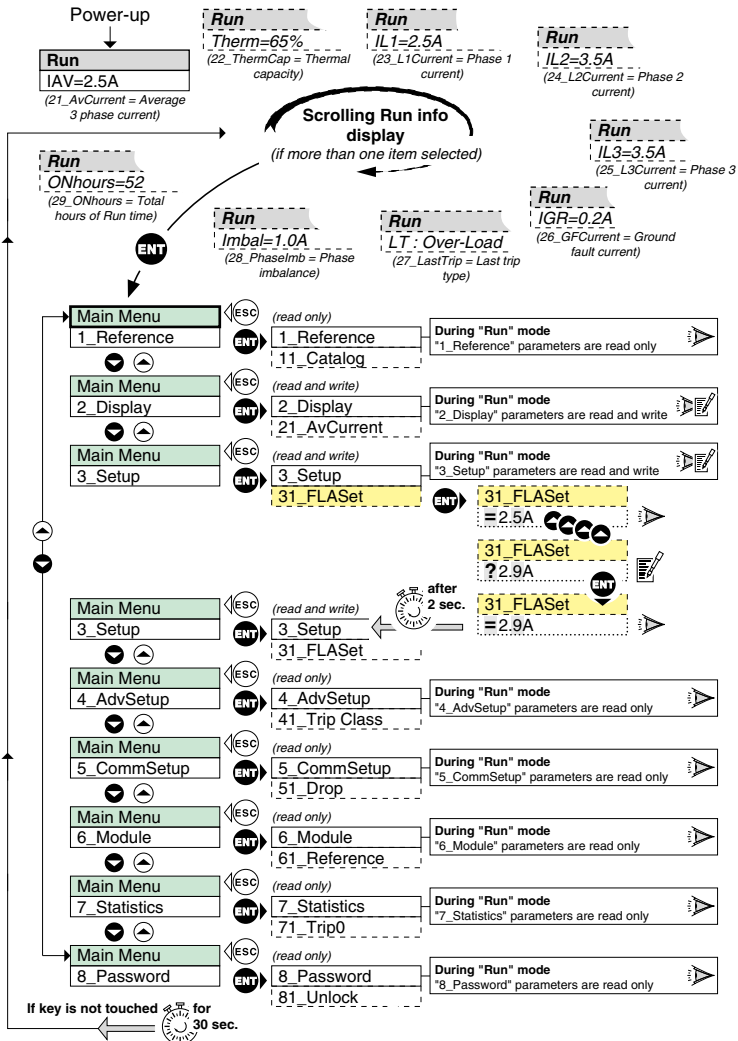 Power-up
Run
IAV=2.5A
(21_AvCurrent = Average
3 phase current)
Run
Therm=65%
(22_ThermCap = Thermal
capacity)
Run
IL1=2.5A
(23_L1Current = Phase 1
current)
Run
IL2=3.5A
(24_L2Current = Phase 2
current)
Scrolling Run info
display
(if more than one item selected)
Run
IL3=3.5A
(25_L3Current = Phase 3
current)
Run
ONhours=52
(29_ONhours = Total
hours of Run time)
Run
Imbal=1.0A
(28_PhaseImb = Phase
imbalance)
Run
LT : Over-Load
(27_LastTrip = Last trip
type)
Run
IGR=0.2A
(26_GFCurrent = Ground
fault current)
ENT
Main Menu
1_Reference
ESC
ENT
(read only)
1_Reference
11_Catalog
During "Run" mode
"1_Reference" parameters are read only
Main Menu
2_Display
ESC
ENT
(read and write)
2_Display
21_AvCurrent
During "Run" mode
"2_Display" parameters are read and write
Main Menu
3_Setup
ESC
ENT
(read and write)
3_Setup
31_FLASet
During "Run" mode
"3_Setup" parameters are read and write
ENT
31_FLASet
=2.5A
31_FLASet
?2.9A
ENT
31_FLASet
=2.9A
after
2 sec.
Main Menu
3_Setup
ESC
ENT
(read and write)
3_Setup
31_FLASet
Main Menu
4_AdvSetup
ESC
ENT
(read only)
4_AdvSetup
41_Trip Class
During "Run" mode
"4_AdvSetup" parameters are read only
Main Menu
5_CommSetup
ESC
ENT
(read only)
5_CommSetup
51_Drop
During "Run" mode
"5_CommSetup" parameters are read only
Main Menu
6_Module
ESC
ENT
(read only)
6_Module
61_Reference
During "Run" mode
"6_Module" parameters are read only
Main Menu
7_Statistics
ESC
ENT
(read only)
7_Statistics
71_Trip0
During "Run" mode
"7_Statistics" parameters are read only
Main Menu
8_Password
ESC
ENT
(read only)
8_Password
81_Unlock
During "Run" mode
"8_Password" parameters are read only
If key is not touched for
30 sec.